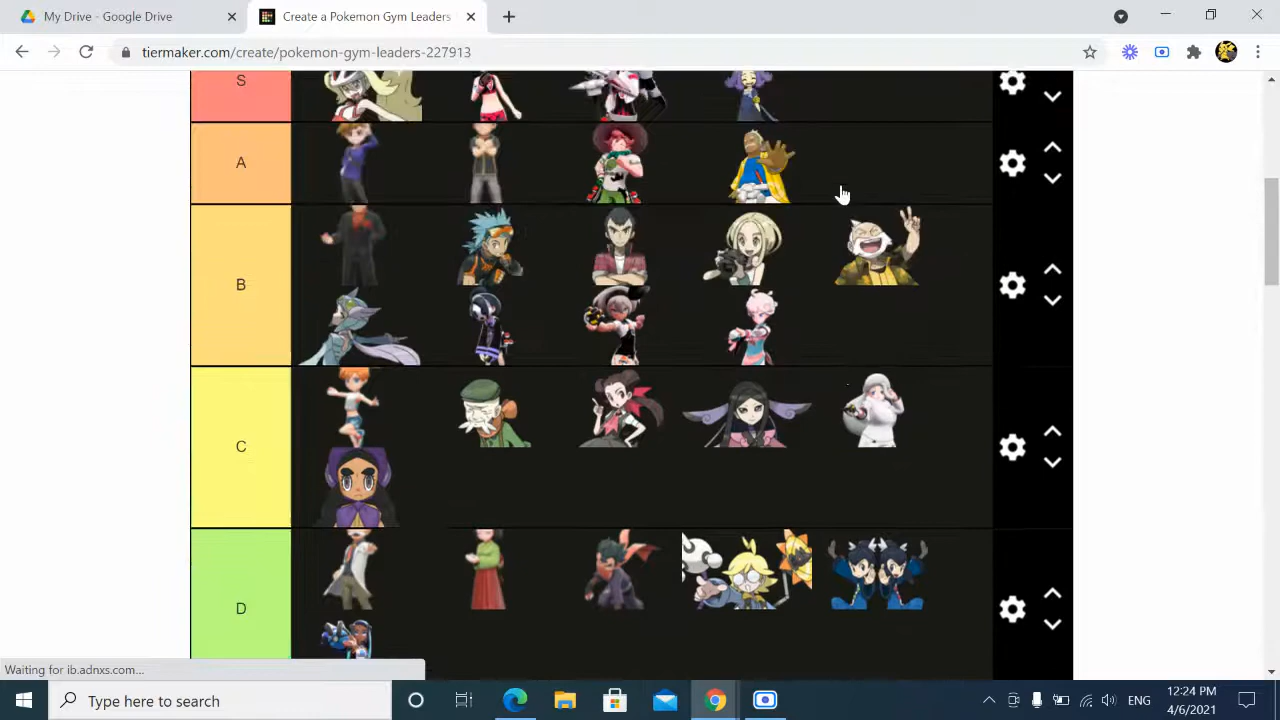 My Drive - Google Drive
Create a Pokemon Gym Leaders
tiermaker.com/create/pokemon-gym-leaders-227913
S
A
B
C
D
Waiting for ib.adnxs.com...
Type here to search
ENG
12:24 PM
4/6/2021